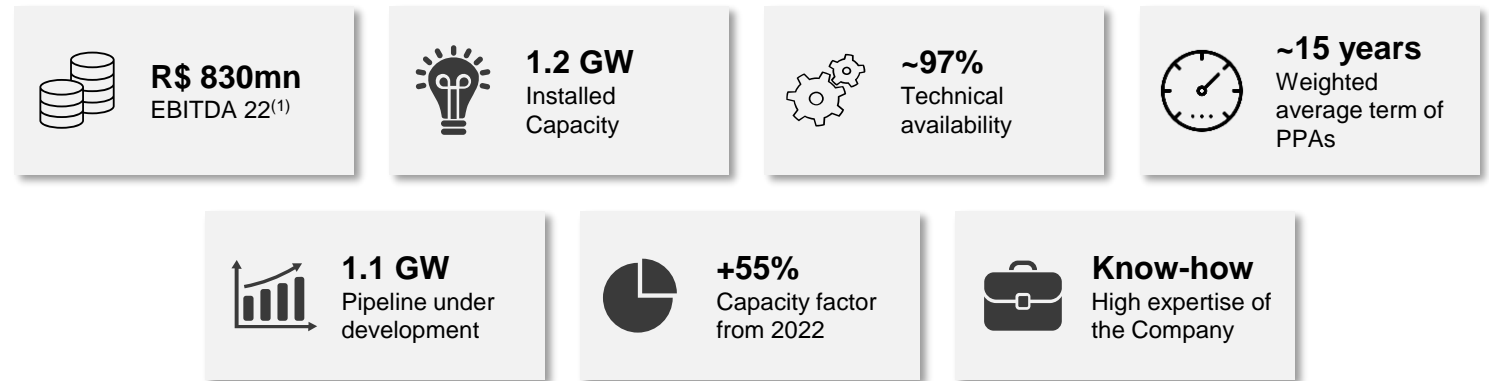 R$ 830mn
EBITDA 22(1)
1.2 GW
Installed
Capacity
~97%
Technical
availability
~15 years
Weighted
average term of
PPAs
1.1 GW
Pipeline under
development
+55%
Capacity factor
from 2022
Know-how
High expertise of
the Company